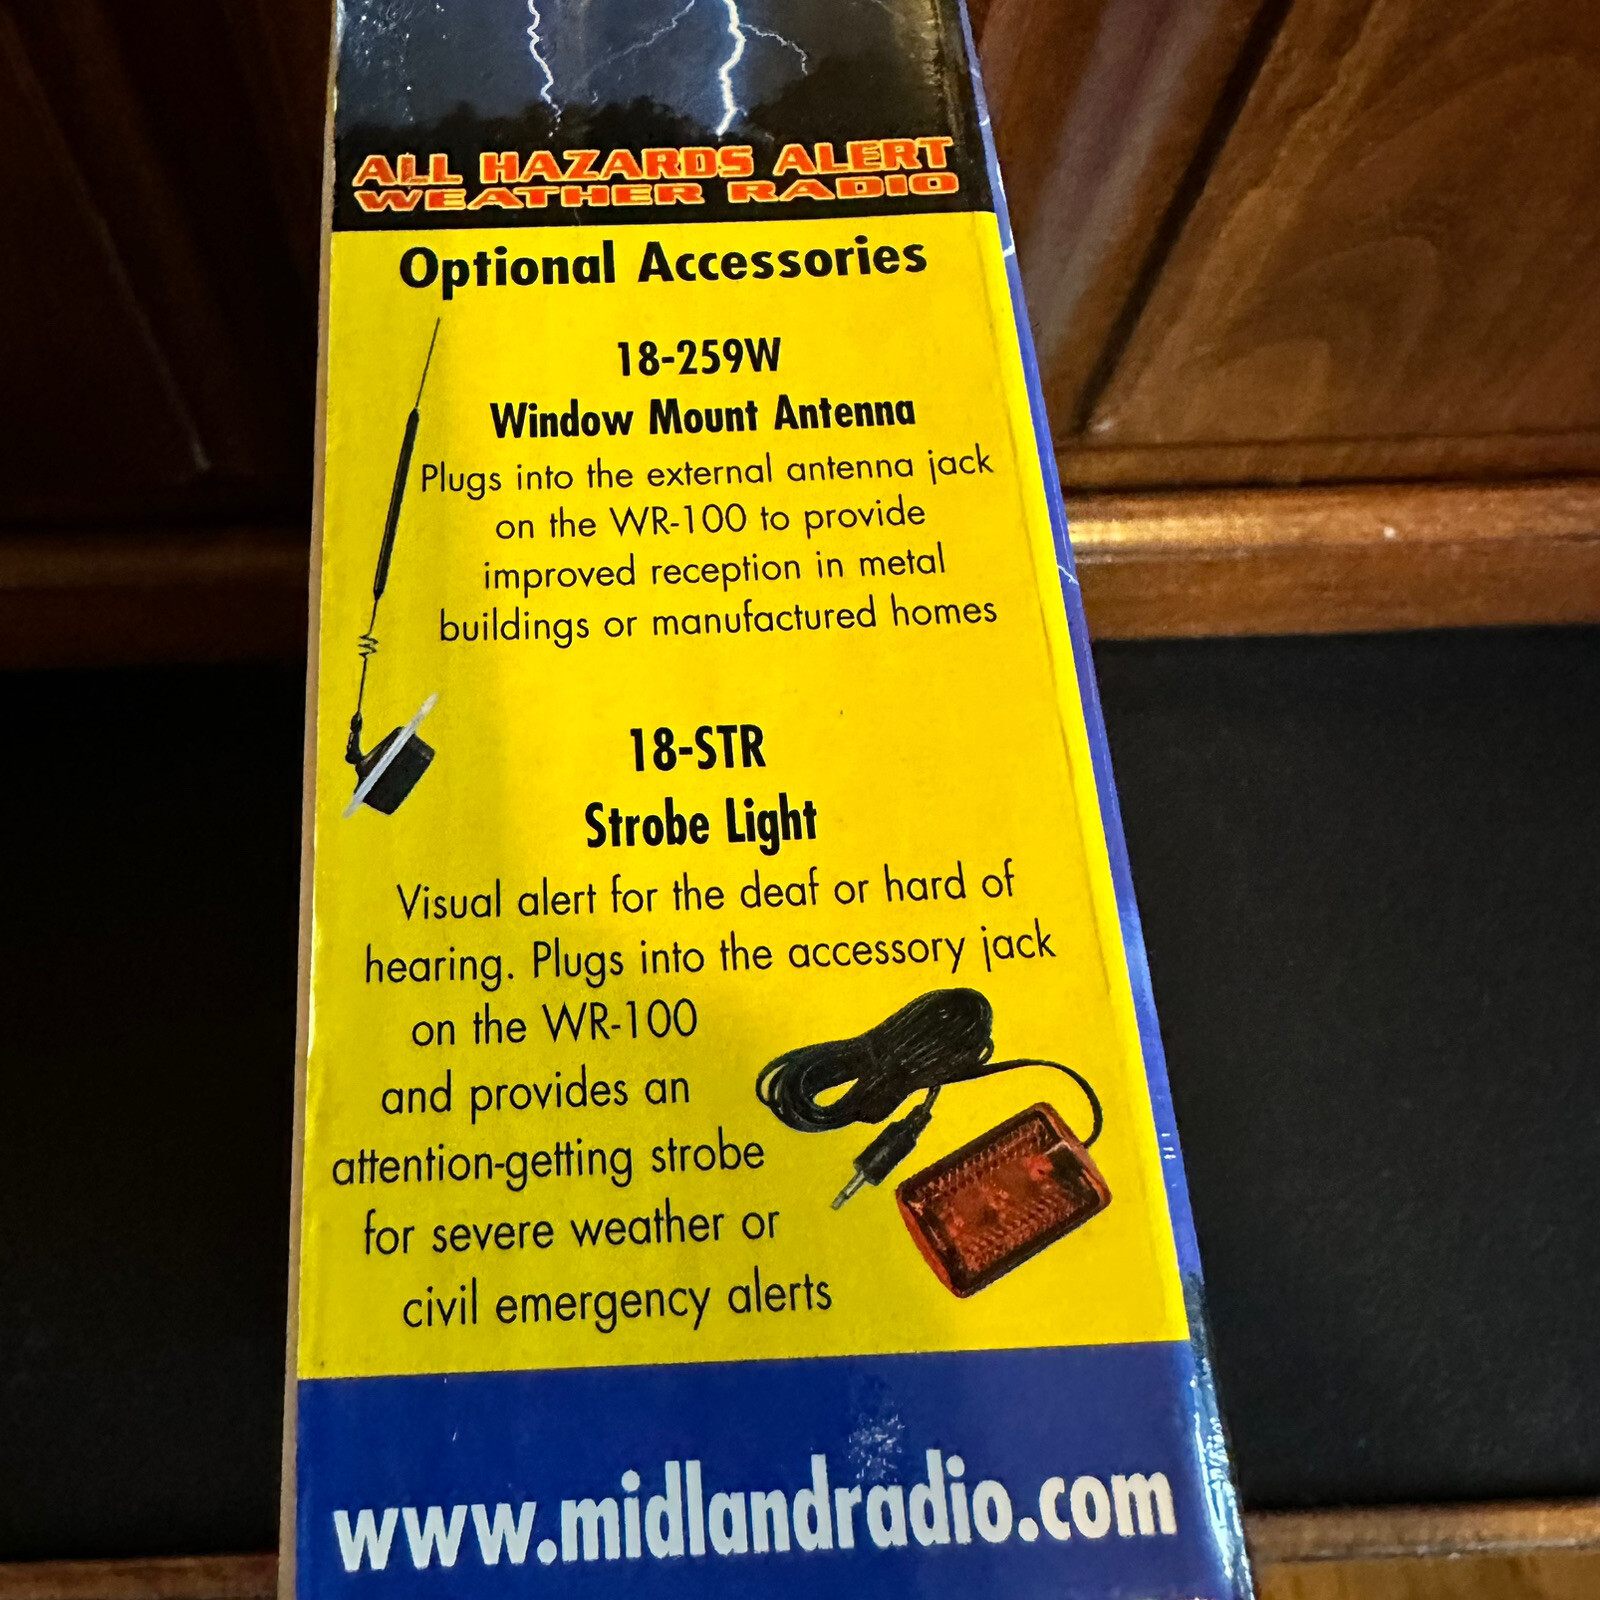 ALL HAZARDS ALERT
WEATHER RADIO
Optional Accessories
18-259W
Window Mount Antenna
Plugs into the external antenna jack
on the WR-100 to provide
improved reception in metal
buildings or manufactured homes
18-STR
Strobe Light
Visual alert for the deaf or hard of
hearing. Plugs into the accessory jack
on the WR-100
and provides an
attention-getting strobe
for severe weather or
civil emergency alerts
www.midlandradio.com